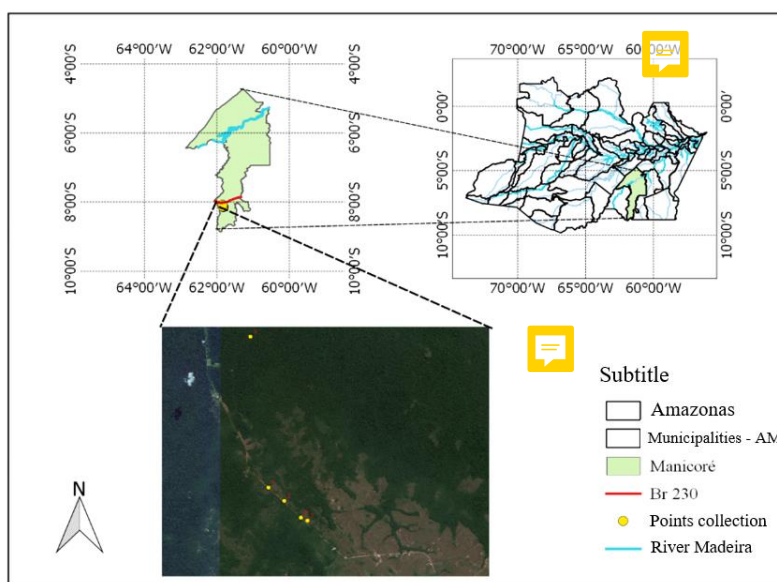 64°00'W 62°00'W 60°00'W
4°00'S
6°00'S
8°00'S
10°00'S
4°00'S
6°00'S
8°00'S
10°00'S
64°00'W 62°00'W 60°00'W
70°00'W 65°00'W 60°00'W
0°00'
5°00'S
10°00'S
0°00'
5°00'S
10°00'S
70°00'W 65°00'W 60°00'W
Subtitle
Amazonas
Municipalities - AM
Manicoré
Br 230
Points collection
River Madeira
N